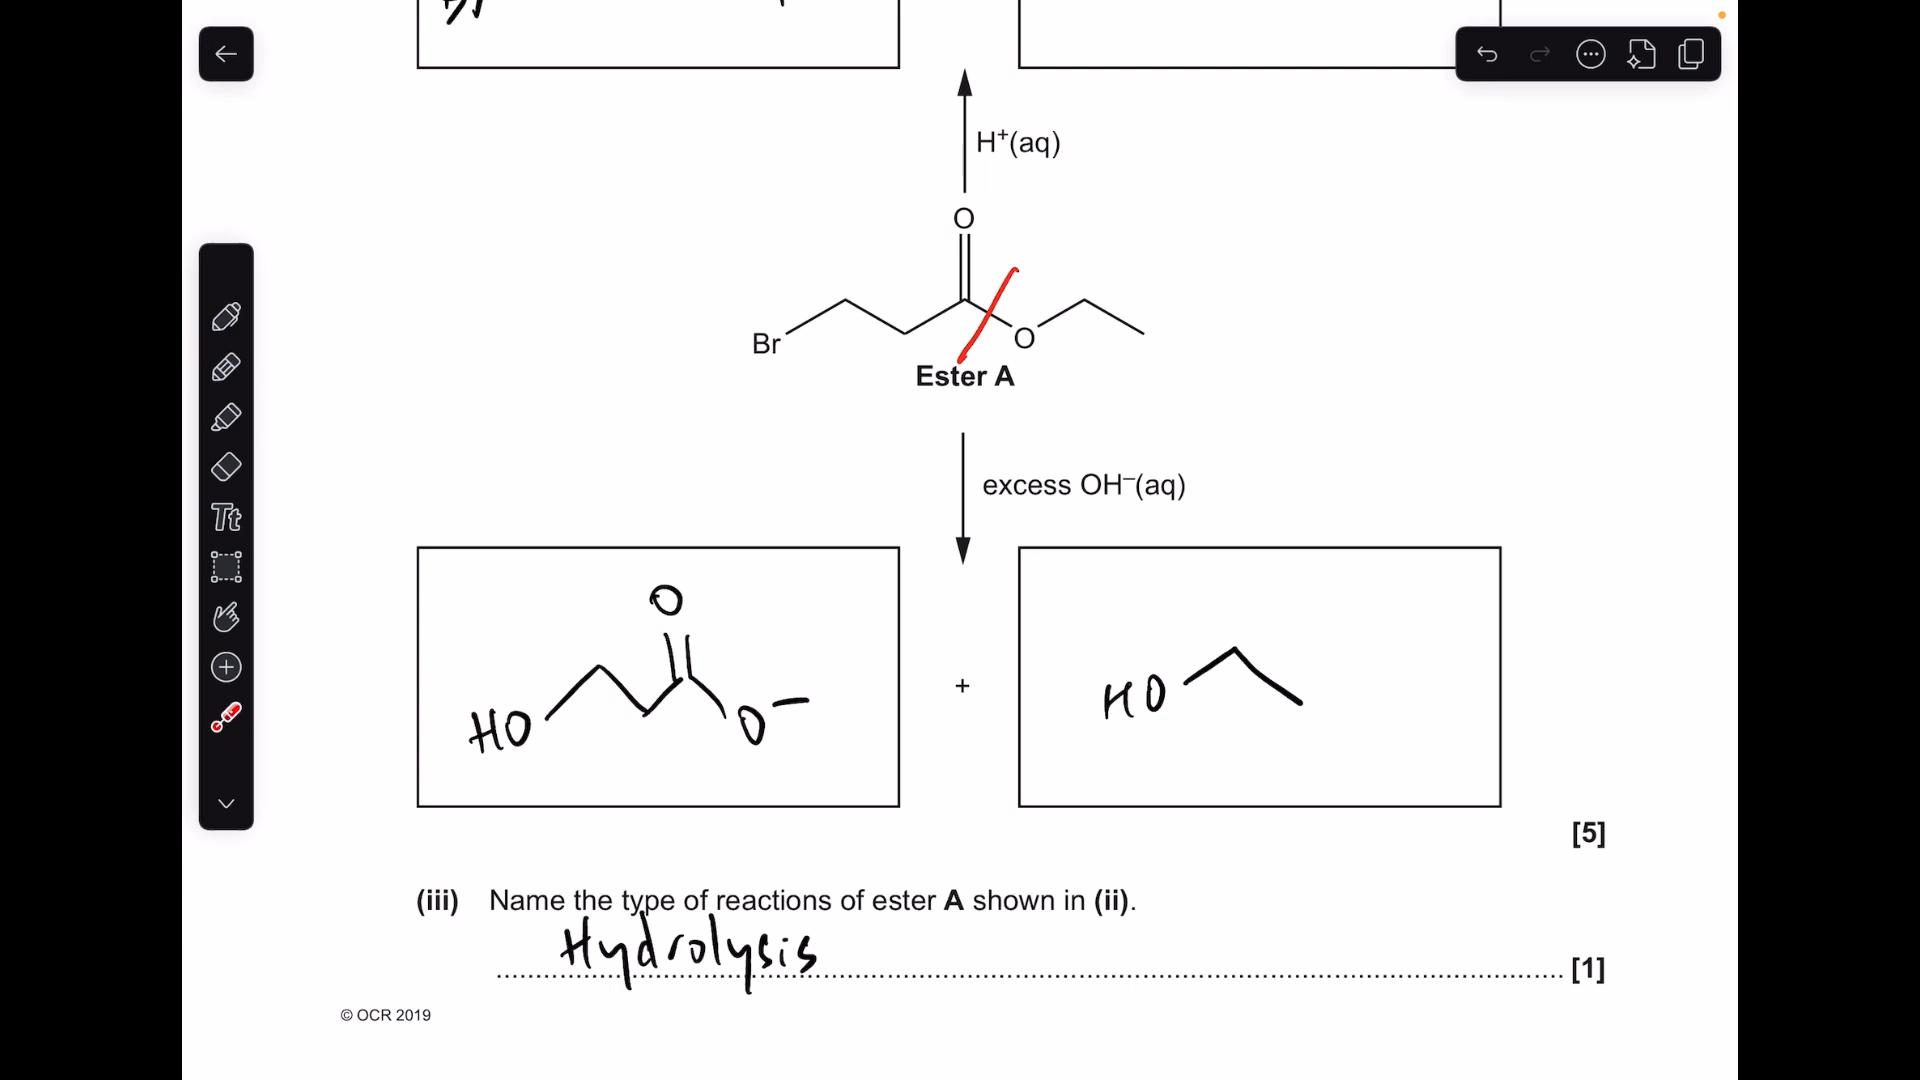 H⁺(aq)
O
Br
O
Ester A
excess OH⁻(aq)
O
HO
O⁻
+
HO
[5]
(iii) Name the type of reactions of ester A shown in (ii).
Hydrolysis
[1]
© OCR 2019
Tt